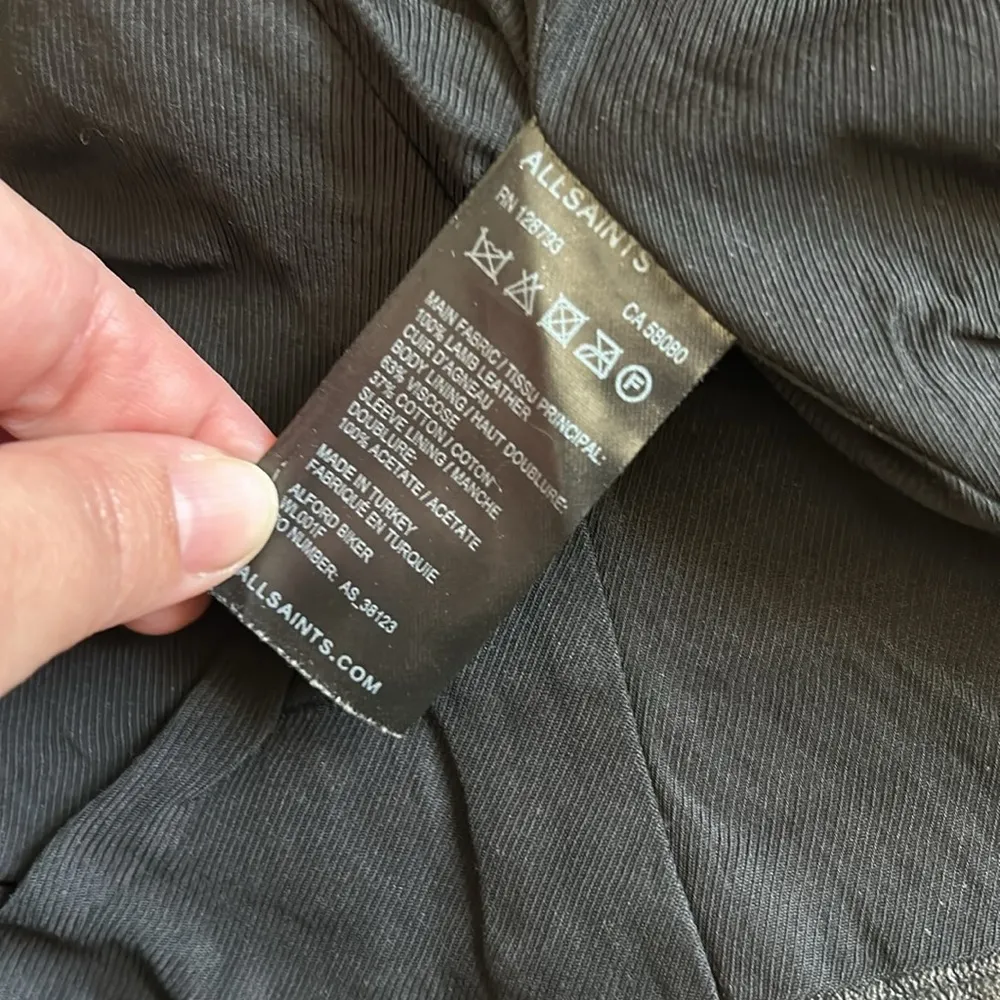 ALLSAINTS
RN 128793 CA 58080
F
MAIN FABRIC / TISSU PRINCIPAL:
100% LAMB LEATHER
CUIR D'AGNEAU
BODY LINING / HAUT DOUBLURE:
63% VISCOSE
37% COTTON / COTON
SLEEVE LINING / MANCHE
DOUBLURE:
100% ACETATE / ACÉTATE
MADE IN TURKEY
FABRIQUÉ EN TURQUIE
ALFORD BIKER
WL001F
O NUMBER: AS_38123
ALLSAINTS.COM